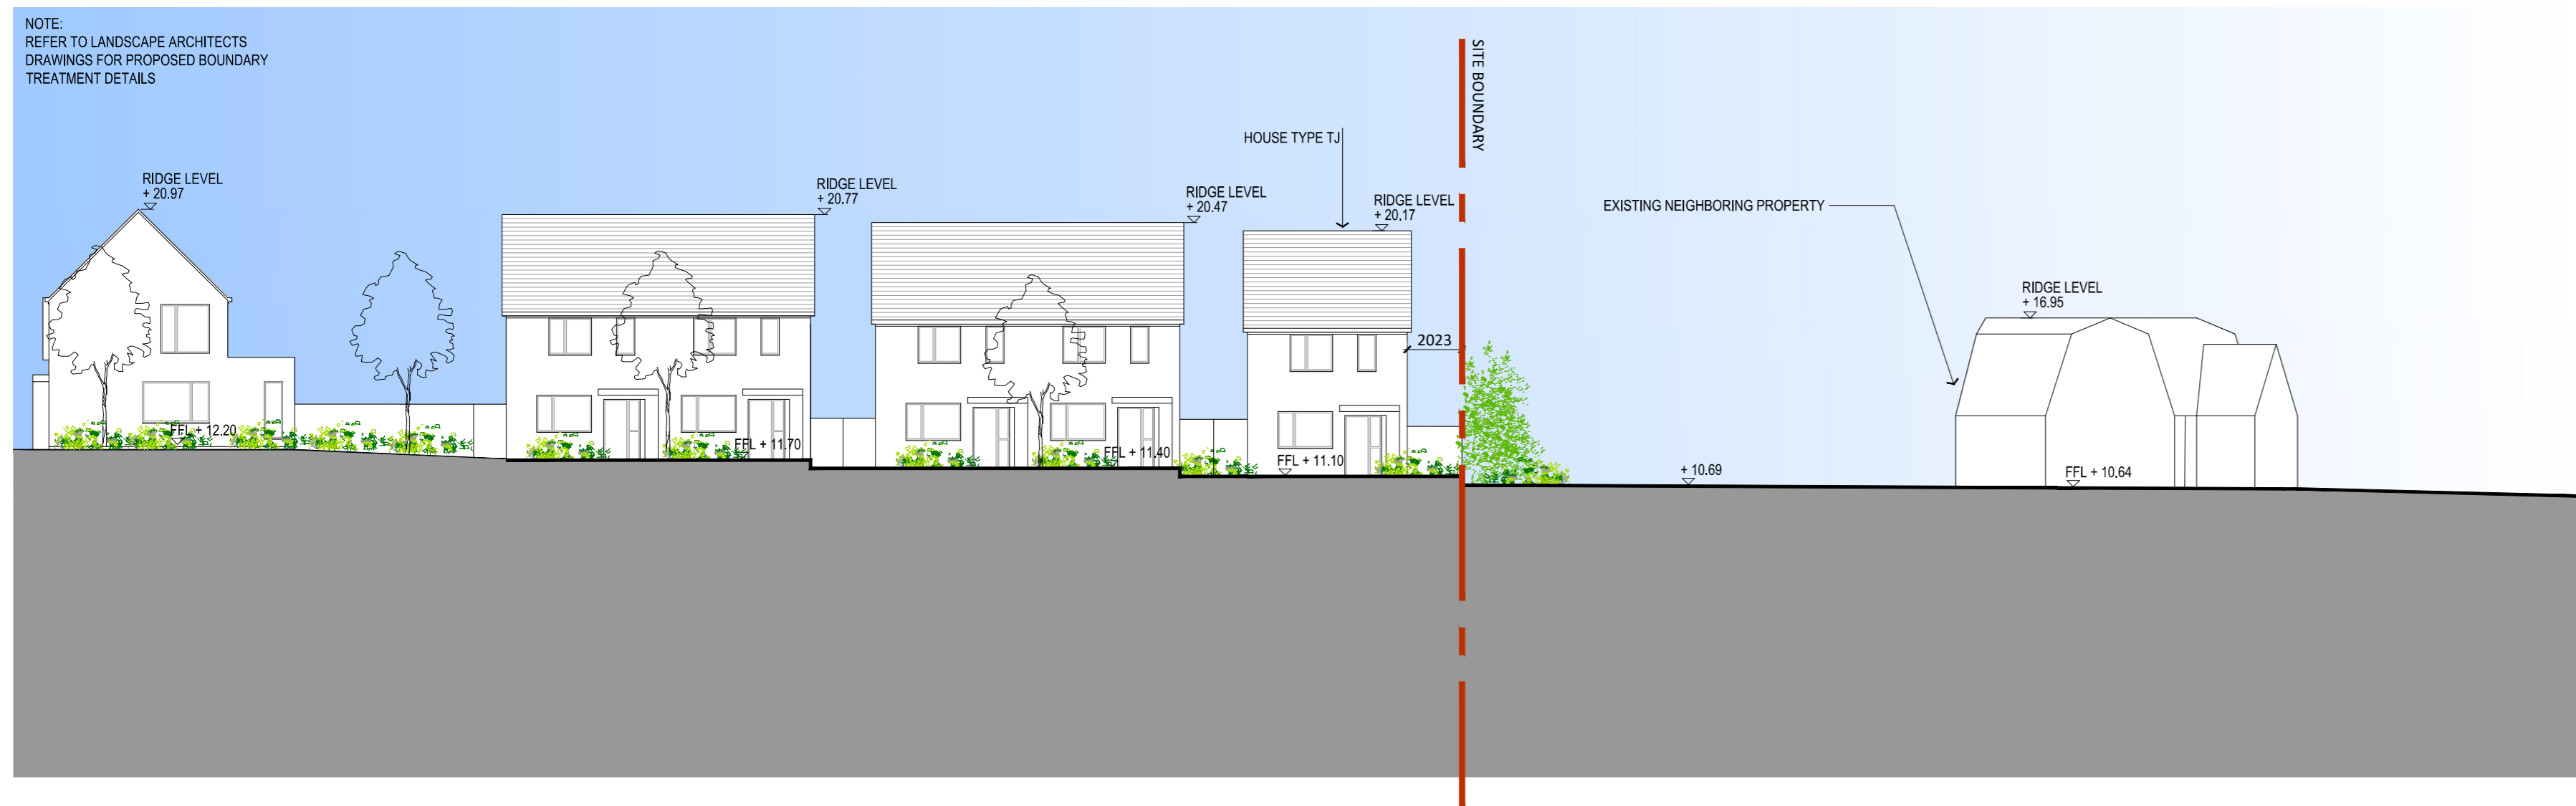 NOTE:
REFER TO LANDSCAPE ARCHITECTS
DRAWINGS FOR PROPOSED BOUNDARY
TREATMENT DETAILS
SITE BOUNDARY
HOUSE TYPE TJ
RIDGE LEVEL
+ 20.97
RIDGE LEVEL
+ 20.77
RIDGE LEVEL
+ 20.47
RIDGE LEVEL
+ 20.17
EXISTING NEIGHBORING PROPERTY
RIDGE LEVEL
+ 16.95
2023
FFL + 12.20
FFL + 11.70
FFL + 11.40
FFL + 11.10
+ 10.69
FFL + 10.64